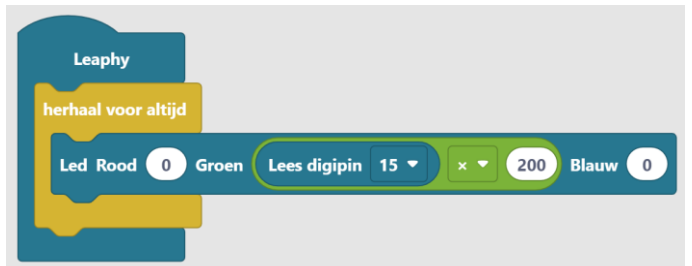 Leaphy
herhaal voor altijd
Led Rood 0 Groen Lees digipin 15 × 200 Blauw 0